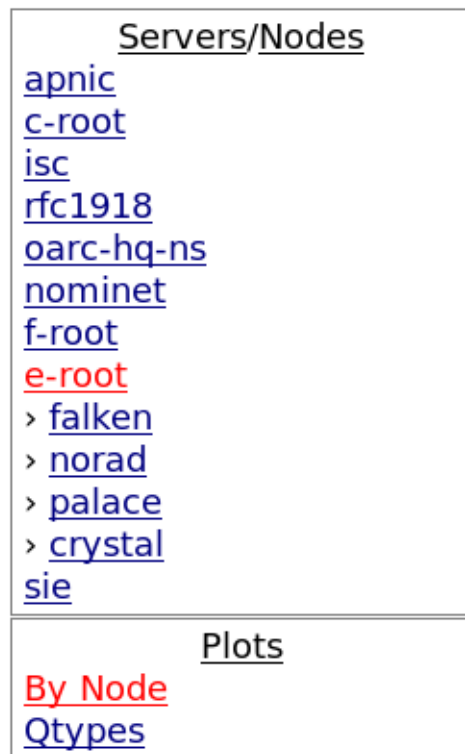 Servers/Nodes
apnic
c-root
isc
rfc1918
oarc-hq-ns
nominet
f-root
e-root
› falken
› norad
› palace
› crystal
sie
Plots
By Node
Qtypes